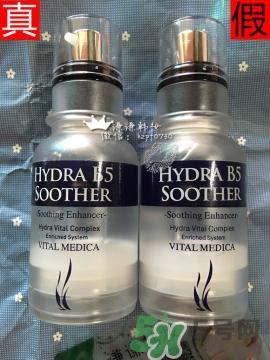 真
假
HYDRA B5
SOOTHER
-Soothing Enhancer-
Hydra Vital Complex
Enriched System
VITAL MEDICA
HYDRA B5
SOOTHER
-Soothing Enhancer-
Hydra Vital Complex
Enriched System
VITAL MEDICA